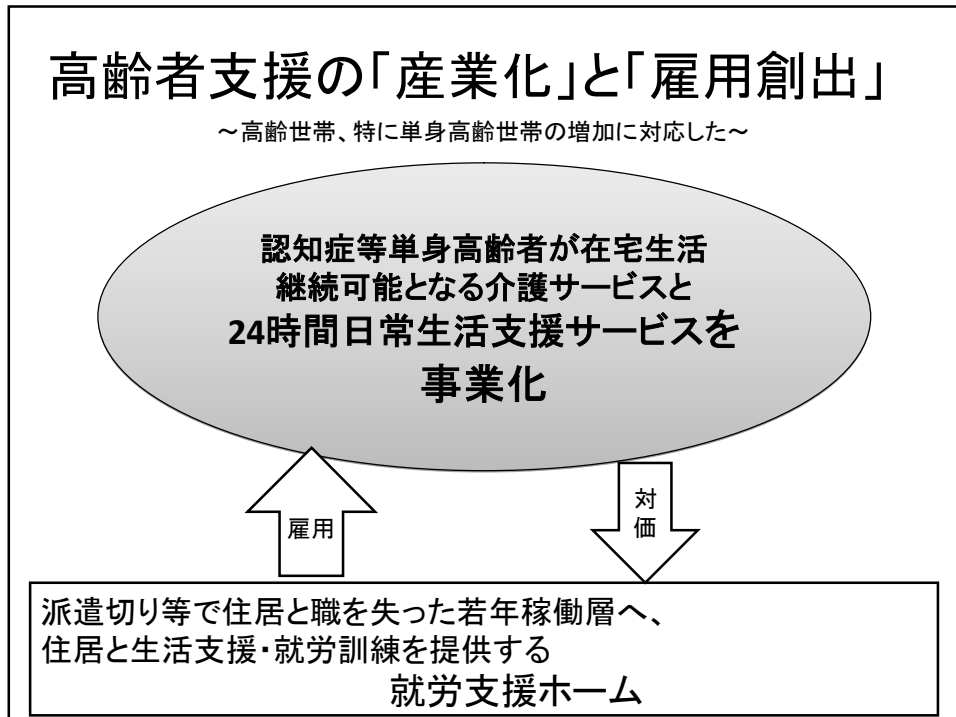 高齢者支援の「産業化」と「雇用創出」
～高齢世帯、特に単身高齢世帯の増加に対応した～
認知症等単身高齢者が在宅生活
継続可能となる介護サービスと
24時間日常生活支援サービスを
事業化
雇用
対
価
派遣切り等で住居と職を失った若年稼働層へ、
住居と生活支援・就労訓練を提供する
就労支援ホーム